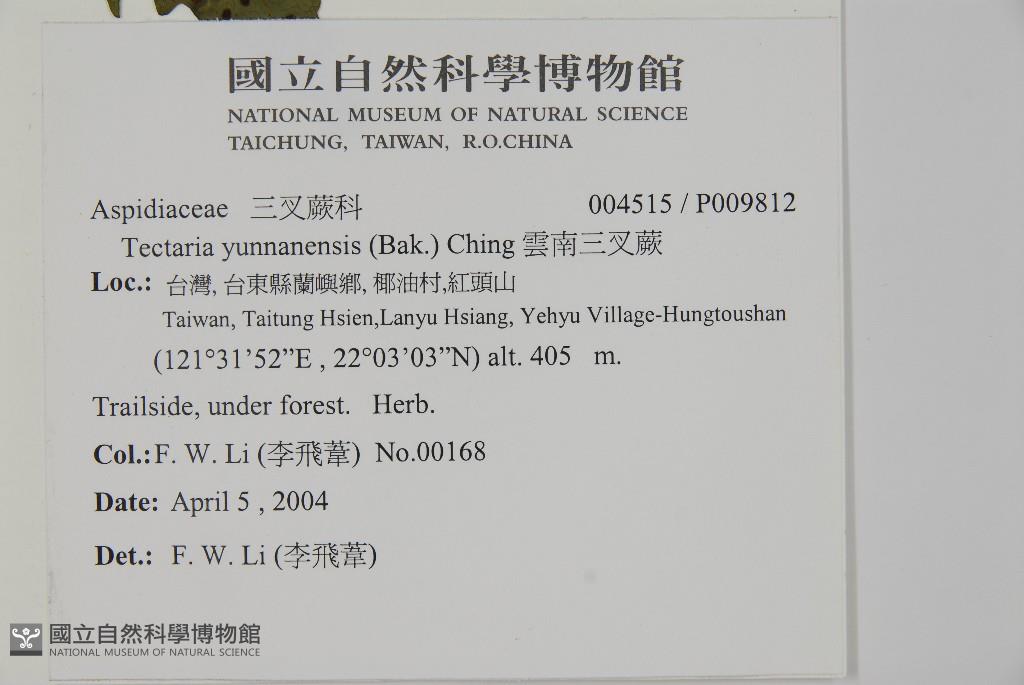 國立自然科學博物館
NATIONAL MUSEUM OF NATURAL SCIENCE
TAICHUNG, TAIWAN, R.O.CHINA
Aspidiaceae 三叉蕨科 004515 / P009812
Tectaria yunnanensis (Bak.) Ching 雲南三叉蕨
Loc.: 台灣, 台東縣蘭嶼鄉, 椰油村,紅頭山
Taiwan, Taitung Hsien,Lanyu Hsiang, Yehyu Village-Hungtoushan
(121°31’52”E , 22°03’03”N) alt. 405 m.
Trailside, under forest. Herb.
Col.:F. W. Li (李飛葦) No.00168
Date: April 5 , 2004
Det.: F. W. Li (李飛葦)
國立自然科學博物館
NATIONAL MUSEUM OF NATURAL SCIENCE